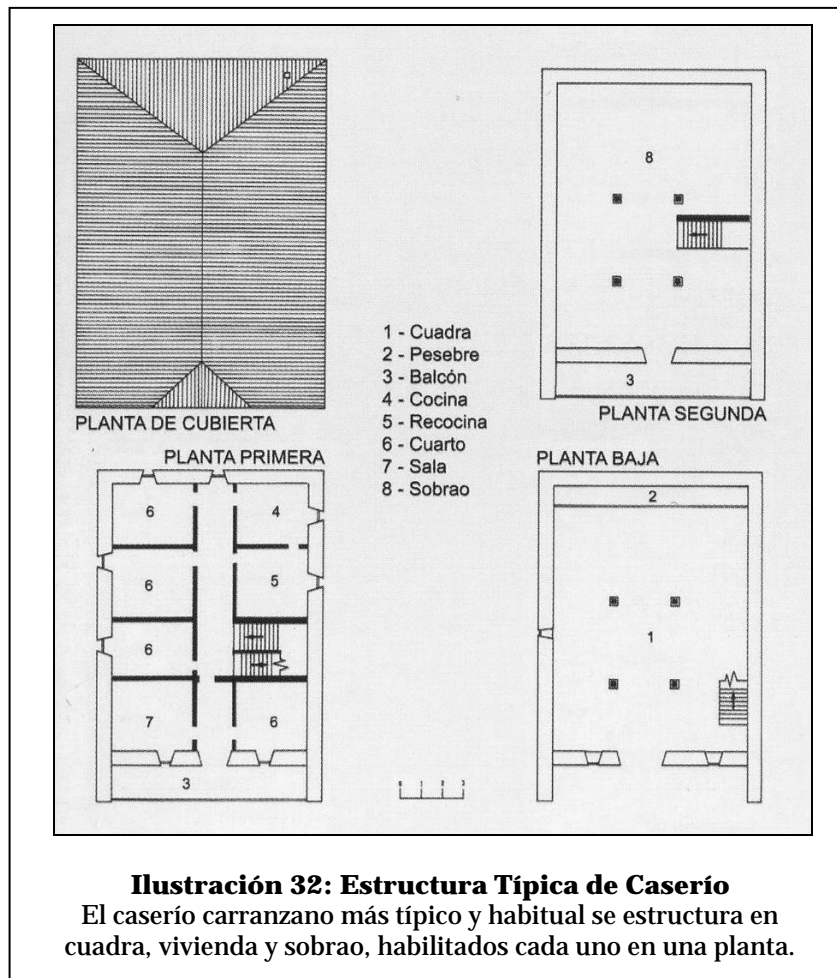 8
3
PLANTA DE CUBIERTA
PLANTA SEGUNDA
1 - Cuadra
2 - Pesebre
3 - Balcón
4 - Cocina
5 - Recocina
6 - Cuarto
7 - Sala
8 - Sobrao
PLANTA PRIMERA
PLANTA BAJA
6
4
6
5
6
7
6
3
2
1
Ilustración 32: Estructura Típica de Caserío
El caserío carranzano más típico y habitual se estructura en
cuadra, vivienda y sobrao, habilitados cada uno en una planta.